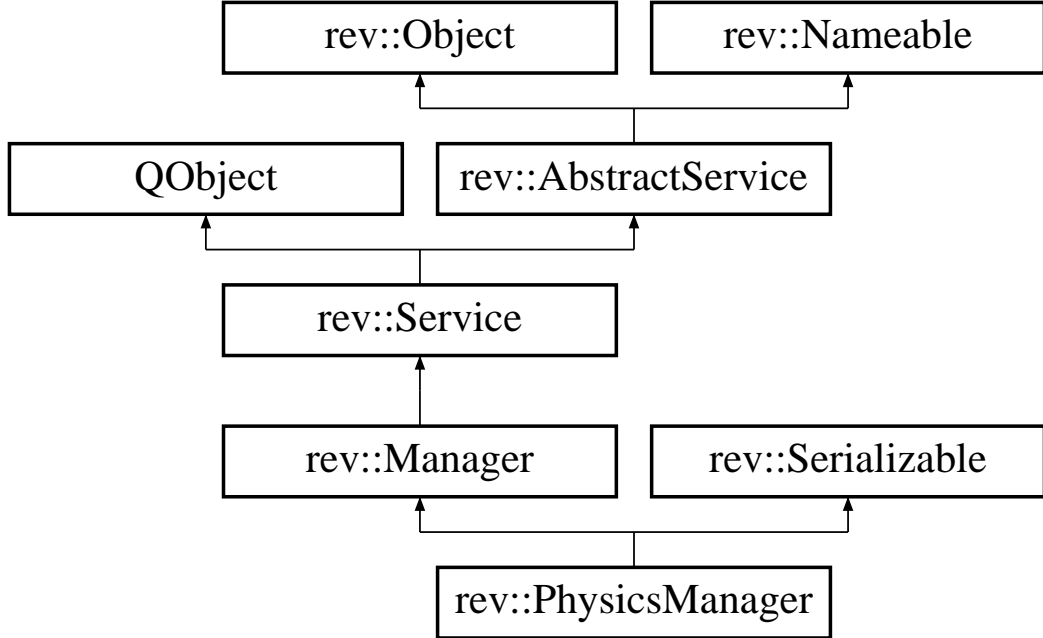 rev::Object
rev::Nameable
QObject
rev::AbstractService
rev::Service
rev::Manager
rev::Serializable
rev::PhysicsManager